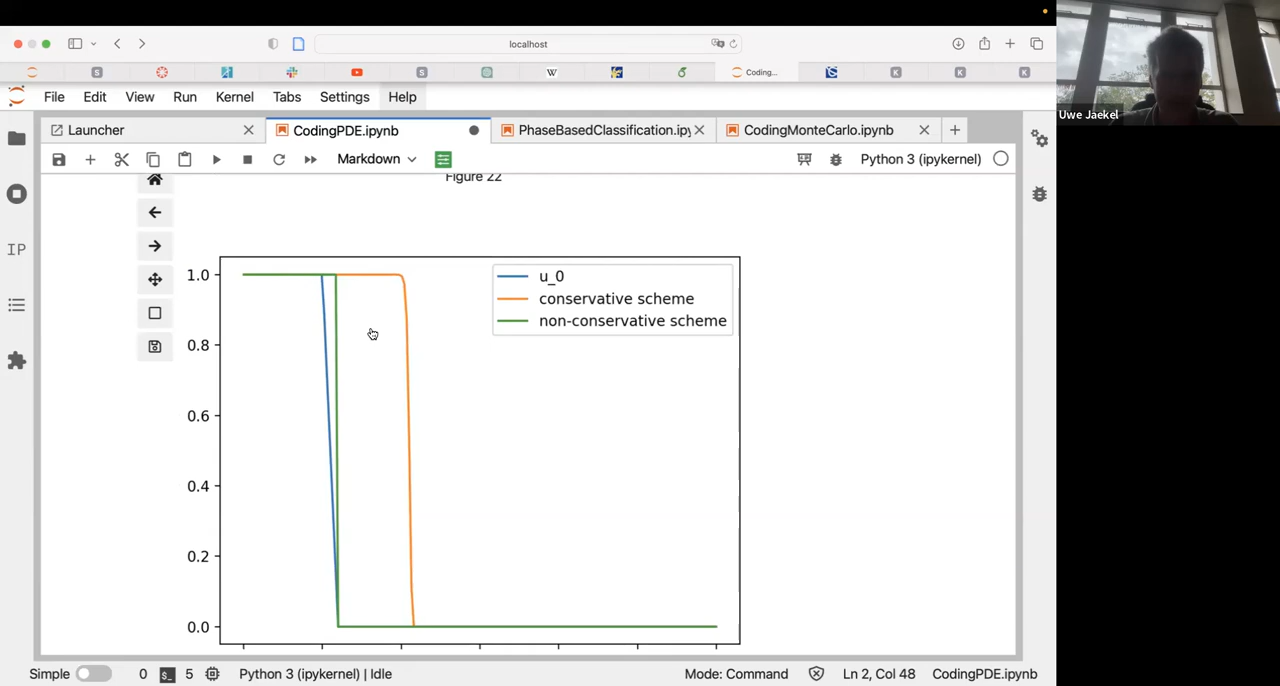 localhost
Coding...
File Edit View Run Kernel Tabs Settings Help
Launcher
CodingPDE.ipynb
PhaseBasedClassification.ipy
CodingMonteCarlo.ipynb
Markdown
Python 3 (ipykernel)
Uwe Jaekel
IP
Figure 22
u_0
conservative scheme
non-conservative scheme
1.0
0.8
0.6
0.4
0.2
0.0
Simple 0 5 Python 3 (ipykernel) | Idle Mode: Command Ln 2, Col 48 CodingPDE.ipynb